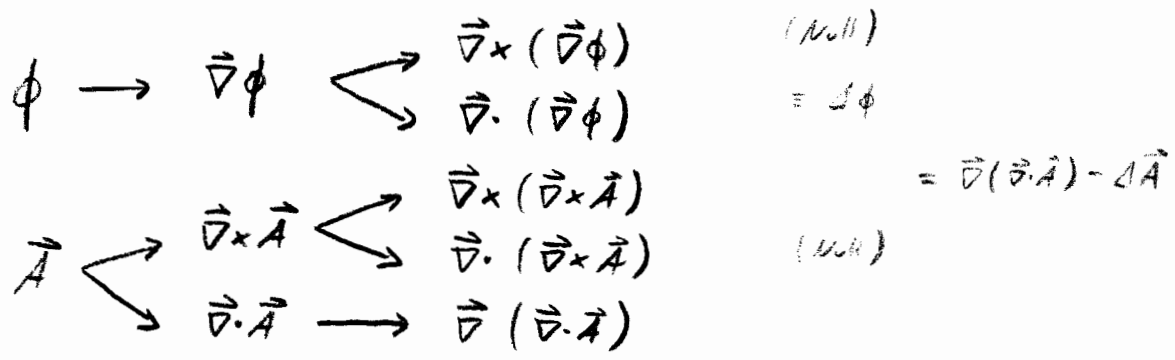 ∇⃗×(∇⃗ϕ) (Null)
ϕ → ∇⃗ϕ
∇⃗·(∇⃗ϕ) ≡ Δϕ
∇⃗×(∇⃗×A⃗) = ∇⃗(∇⃗·A⃗) - ΔA⃗
∇⃗×A⃗
A⃗ ∇⃗·(∇⃗×A⃗) (Null)
∇⃗·A⃗ → ∇⃗(∇⃗·A⃗)